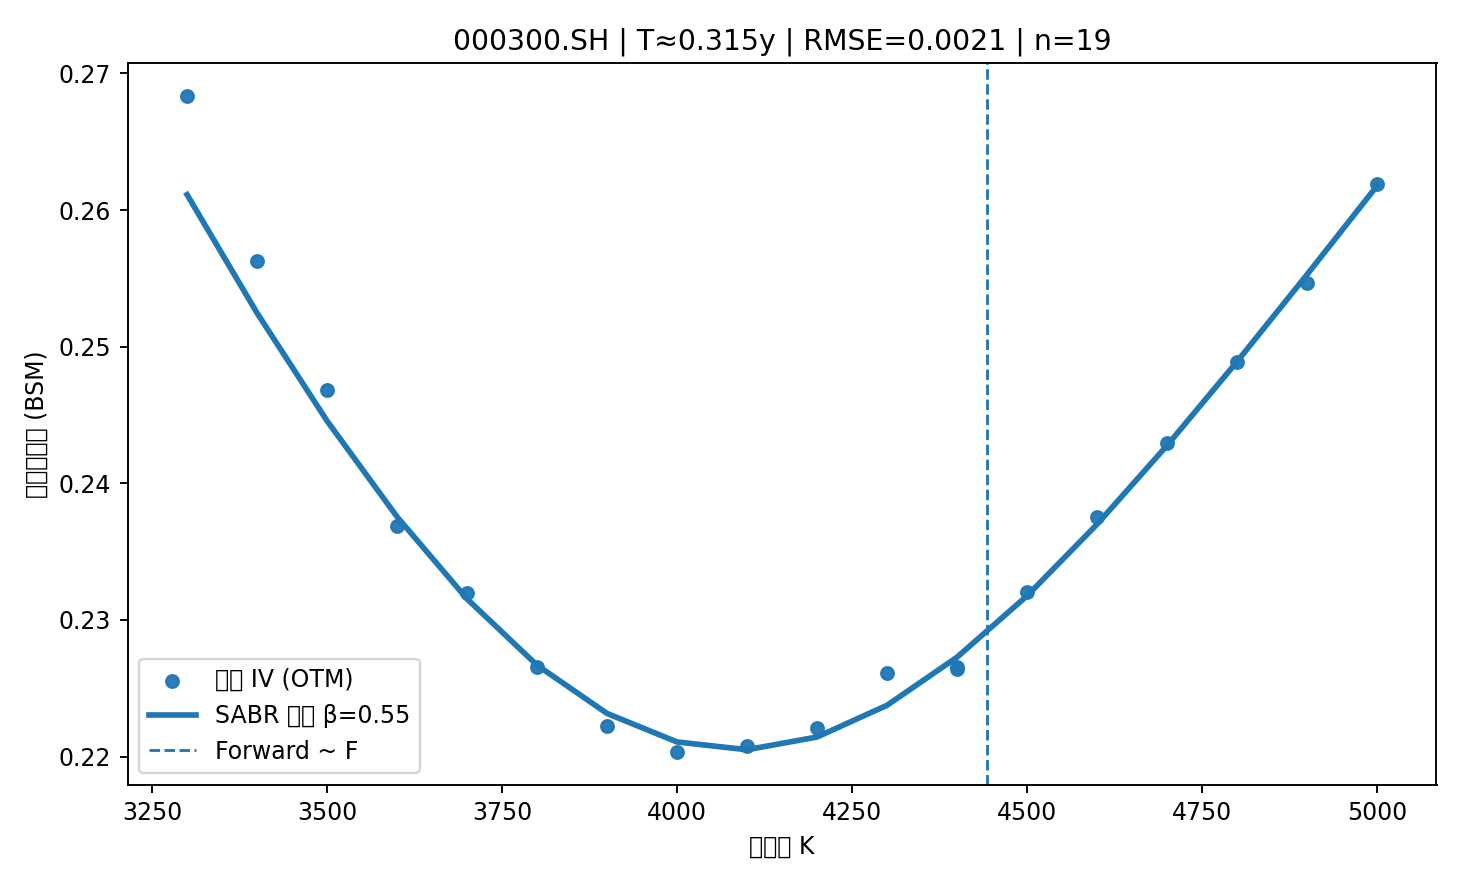 000300.SH | T≈0.315y | RMSE=0.0021 | n=19
0.27
0.26
0.25
0.24
0.23
0.22
(BSM)
IV (OTM)
SABR β=0.55
Forward ~ F
3250 3500 3750 4000 4250 4500 4750 5000
K